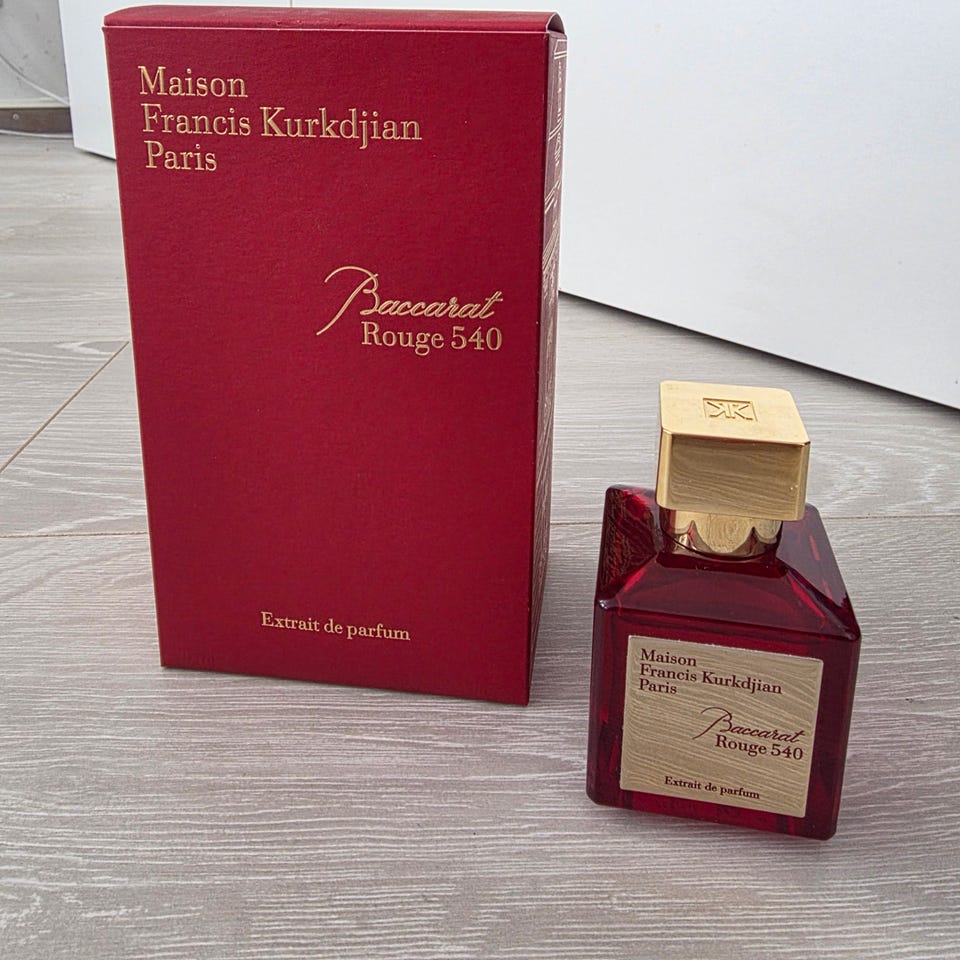 Maison
Francis Kurkdjian
Paris
Baccarat
Rouge 540
Extrait de parfum
Maison
Francis Kurkdjian
Paris
Baccarat
Rouge 540
Extrait de parfum